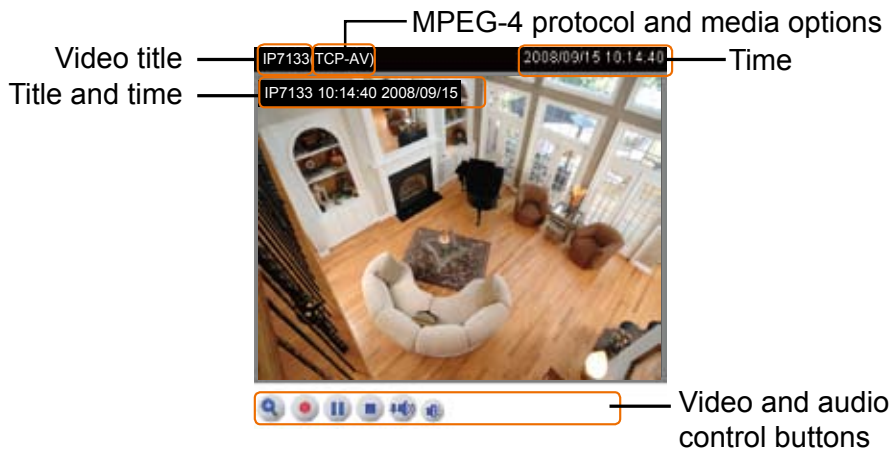 MPEG-4 protocol and media options
Video title
IP7133(TCP-AV)
2008/09/15 10:14:40
Time
Title and time
IP7133 10:14:40 2008/09/15
Video and audio
control buttons